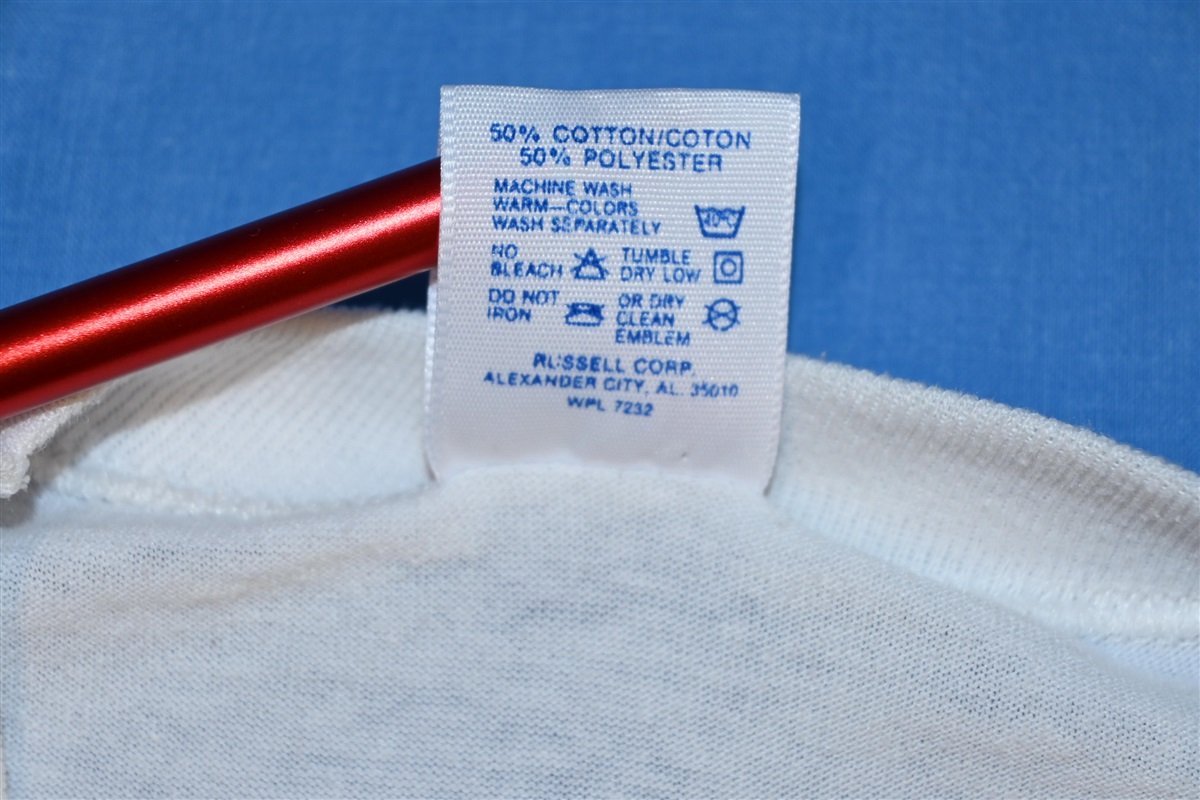 50% COTTON/COTON
50% POLYESTER
MACHINE WASH
WARM—COLORS
WASH SEPARATELY
40°C
NO
BLEACH
TUMBLE
DRY LOW
DO NOT
IRON
OR DRY
CLEAN
EMBLEM
RUSSELL CORP.
ALEXANDER CITY, AL. 35010
WPL 7232